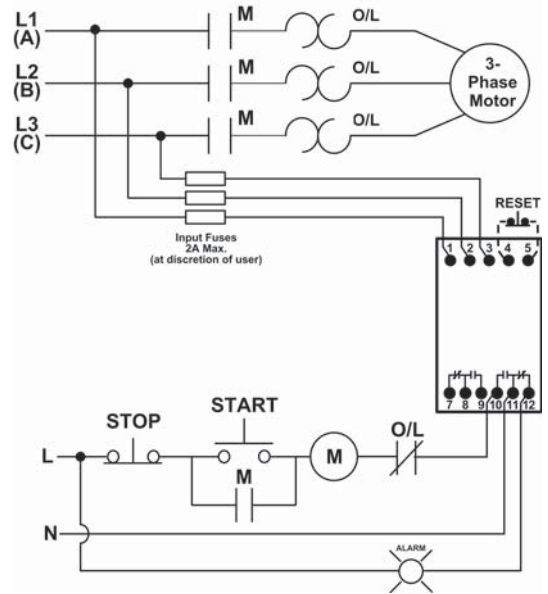 L1
(A)
M
O/L
L2
(B)
M
O/L
3-
Phase
Motor
L3
(C)
M
O/L
RESET
Input Fuses
2A Max.
(at discretion of user)
1 2 3 4 5
7 8 9 10 11 12
STOP
START
O/L
L
M
M
N
ALARM